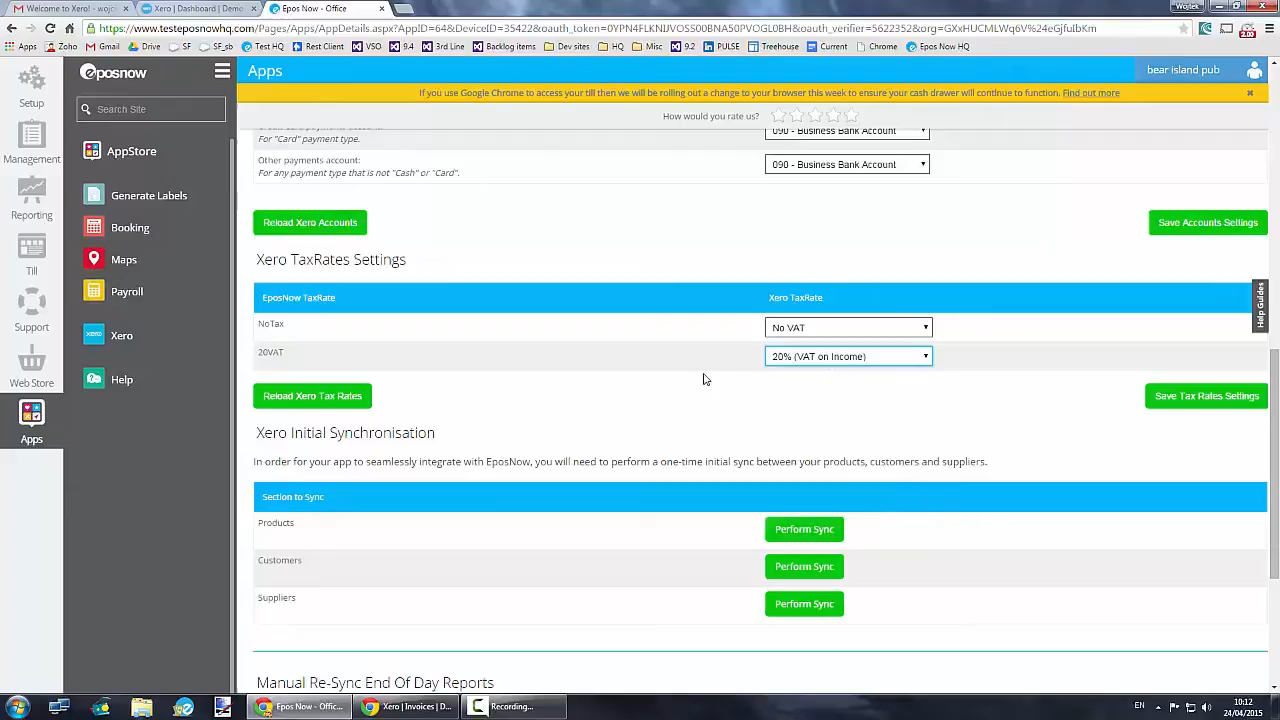 Welcome to Xero! - wojci
Xero | Dashboard | Demo
Epos Now - Office
Wojtek
https://www.testeposnowhq.com/Pages/Apps/AppDetails.aspx?AppID=64&DeviceID=35422&oauth_token=0YPN4FLKNIJVOSS00BNA50PVOGL0BH&oauth_verifier=5622352&org=GXxHUCMLWq6V%24eGjfuIbKm
Apps Zoho Gmail Drive SF SF_sb Test HQ Rest Client VSO 9.4 3rd Line Backlog items Dev sites HQ Misc 9.2 PULSE Treehouse Current Chrome Epos Now HQ
eposnow
Apps
bear island pub
Setup
Management
Reporting
Till
Support
Web Store
Apps
Search Site
AppStore
Generate Labels
Booking
Maps
Payroll
Xero
Help
If you use Google Chrome to access your till then we will be rolling out a change to your browser this week to ensure your cash drawer will continue to function. Find out more
How would you rate us?
For "Card" payment type.
090 - Business Bank Account
Other payments account:
For any payment type that is not "Cash" or "Card".
090 - Business Bank Account
Reload Xero Accounts
Save Accounts Settings
Xero TaxRates Settings
EposNow TaxRate
Xero TaxRate
NoTax
No VAT
20VAT
20% (VAT on Income)
Reload Xero Tax Rates
Save Tax Rates Settings
Help Guides
Xero Initial Synchronisation
In order for your app to seamlessly integrate with EposNow, you will need to perform a one-time initial sync between your products, customers and suppliers.
Section to Sync
Products
Perform Sync
Customers
Perform Sync
Suppliers
Perform Sync
Manual Re-Sync End Of Day Reports
Epos Now - Offic...
Xero | Invoices | D...
Recording...
EN
10:12
24/04/2015